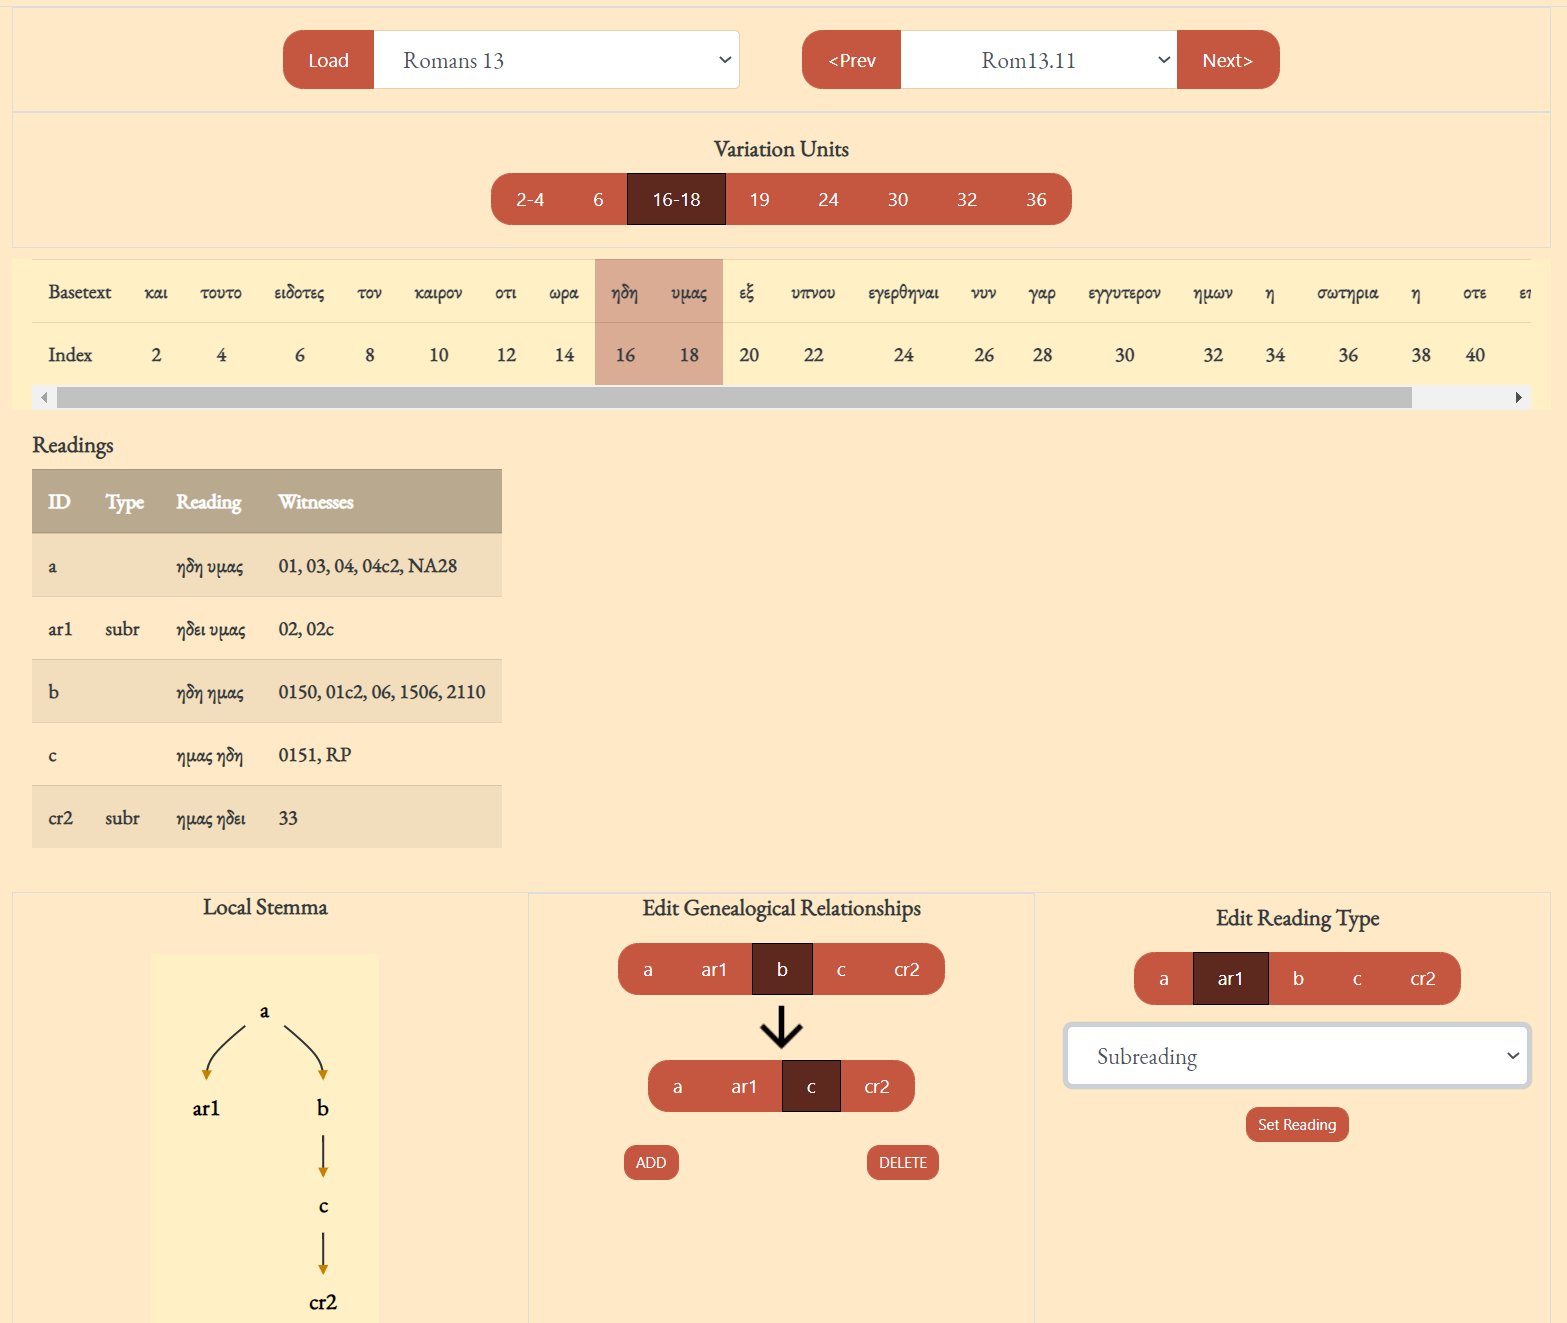 Load Romans 13 <Prev Rom13.11 Next>
Variation Units
2-4 6 16-18 19 24 30 32 36
Basetext και τουτο ειδοτες τον καιρον οτι ωρα ηδη υμας εξ υπνου εγερθηναι νυν γαρ εγγυτερον ημων η σωτηρια η οτε
Index 2 4 6 8 10 12 14 16 18 20 22 24 26 28 30 32 34 36 38 40
Readings
ID Type Reading Witnesses
a ηδη υμας 01, 03, 04, 04c2, NA28
ar1 subr ηδει υμας 02, 02c
b ηδη ημας 0150, 01c2, 06, 1506, 2110
c ημας ηδη 0151, RP
cr2 subr ημας ηδει 33
Local Stemma
a
ar1 b
c
cr2
Edit Genealogical Relationships
a ar1 b c cr2
a ar1 c cr2
ADD DELETE
Edit Reading Type
a ar1 b c cr2
Subreading
Set Reading